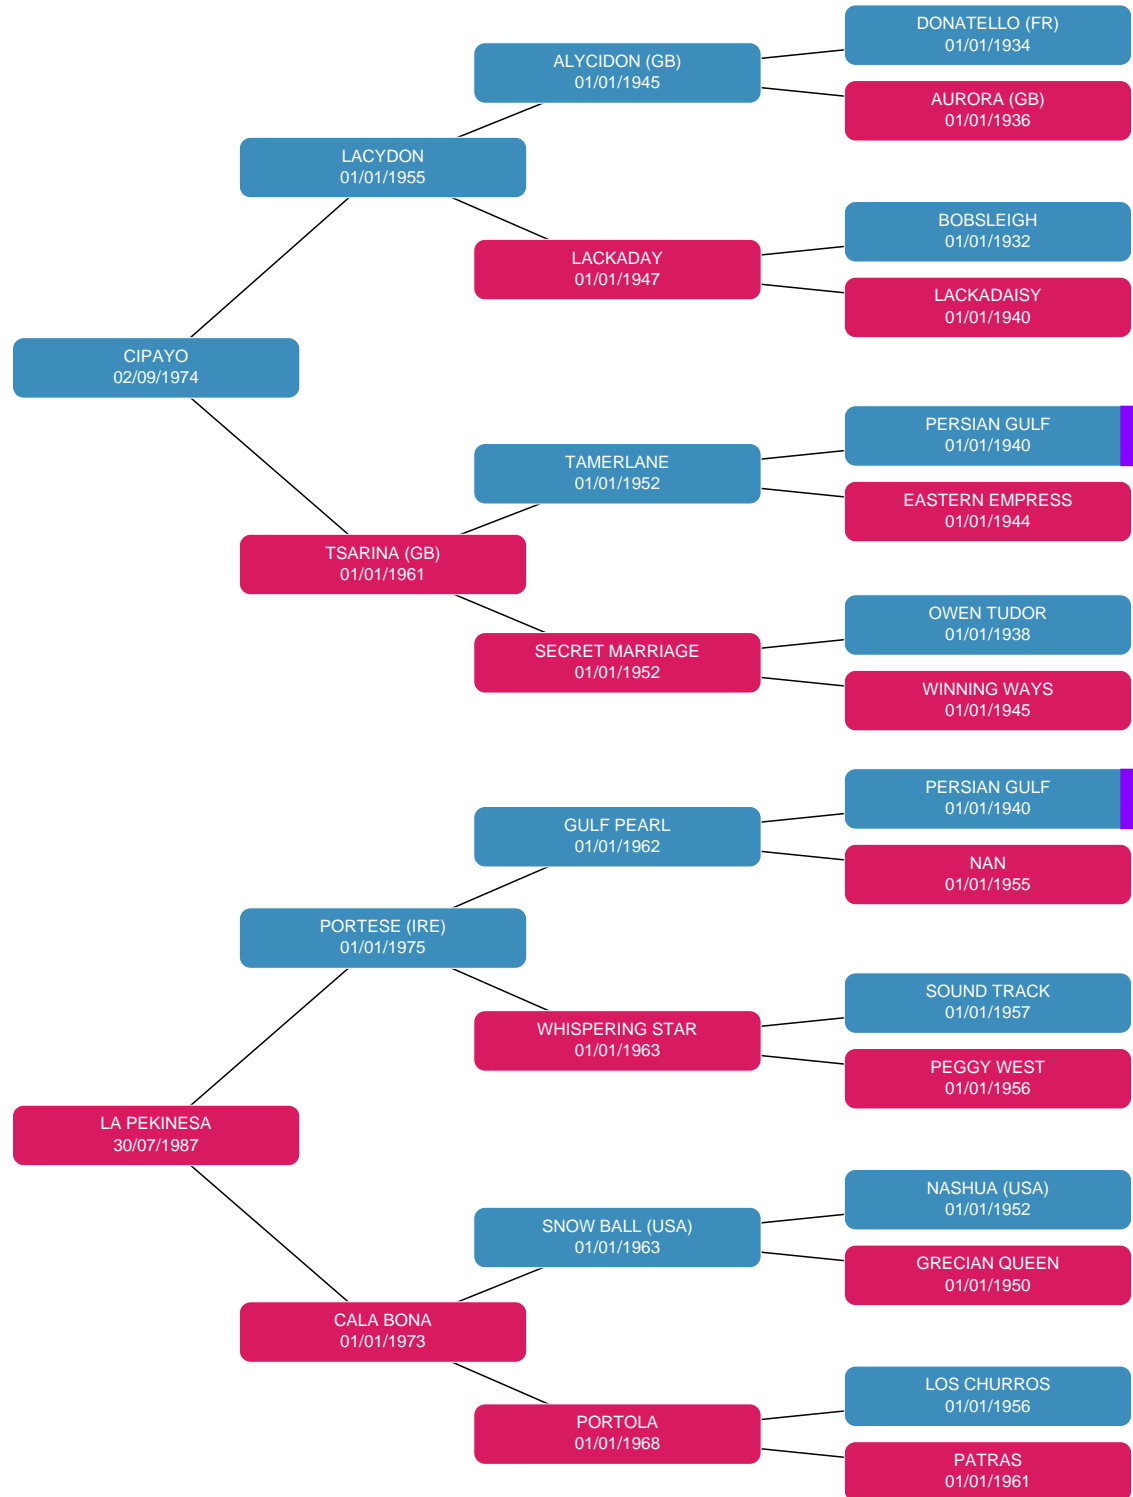 DONATELLO (FR)
01/01/1934
ALYCIDON (GB)
01/01/1945
AURORA (GB)
01/01/1936
LACYDON
01/01/1955
BOBSLEIGH
01/01/1932
LACKADAY
01/01/1947
LACKADAISY
01/01/1940
CIPAYO
02/09/1974
PERSIAN GULF
01/01/1940
TAMERLANE
01/01/1952
EASTERN EMPRESS
01/01/1944
TSARINA (GB)
01/01/1961
OWEN TUDOR
01/01/1938
SECRET MARRIAGE
01/01/1952
WINNING WAYS
01/01/1945
PERSIAN GULF
01/01/1940
GULF PEARL
01/01/1962
NAN
01/01/1955
PORTESE (IRE)
01/01/1975
SOUND TRACK
01/01/1957
WHISPERING STAR
01/01/1963
PEGGY WEST
01/01/1956
LA PEKINESA
30/07/1987
NASHUA (USA)
01/01/1952
SNOW BALL (USA)
01/01/1963
GRECIAN QUEEN
01/01/1950
CALA BONA
01/01/1973
LOS CHURROS
01/01/1956
PORTOLA
01/01/1968
PATRAS
01/01/1961